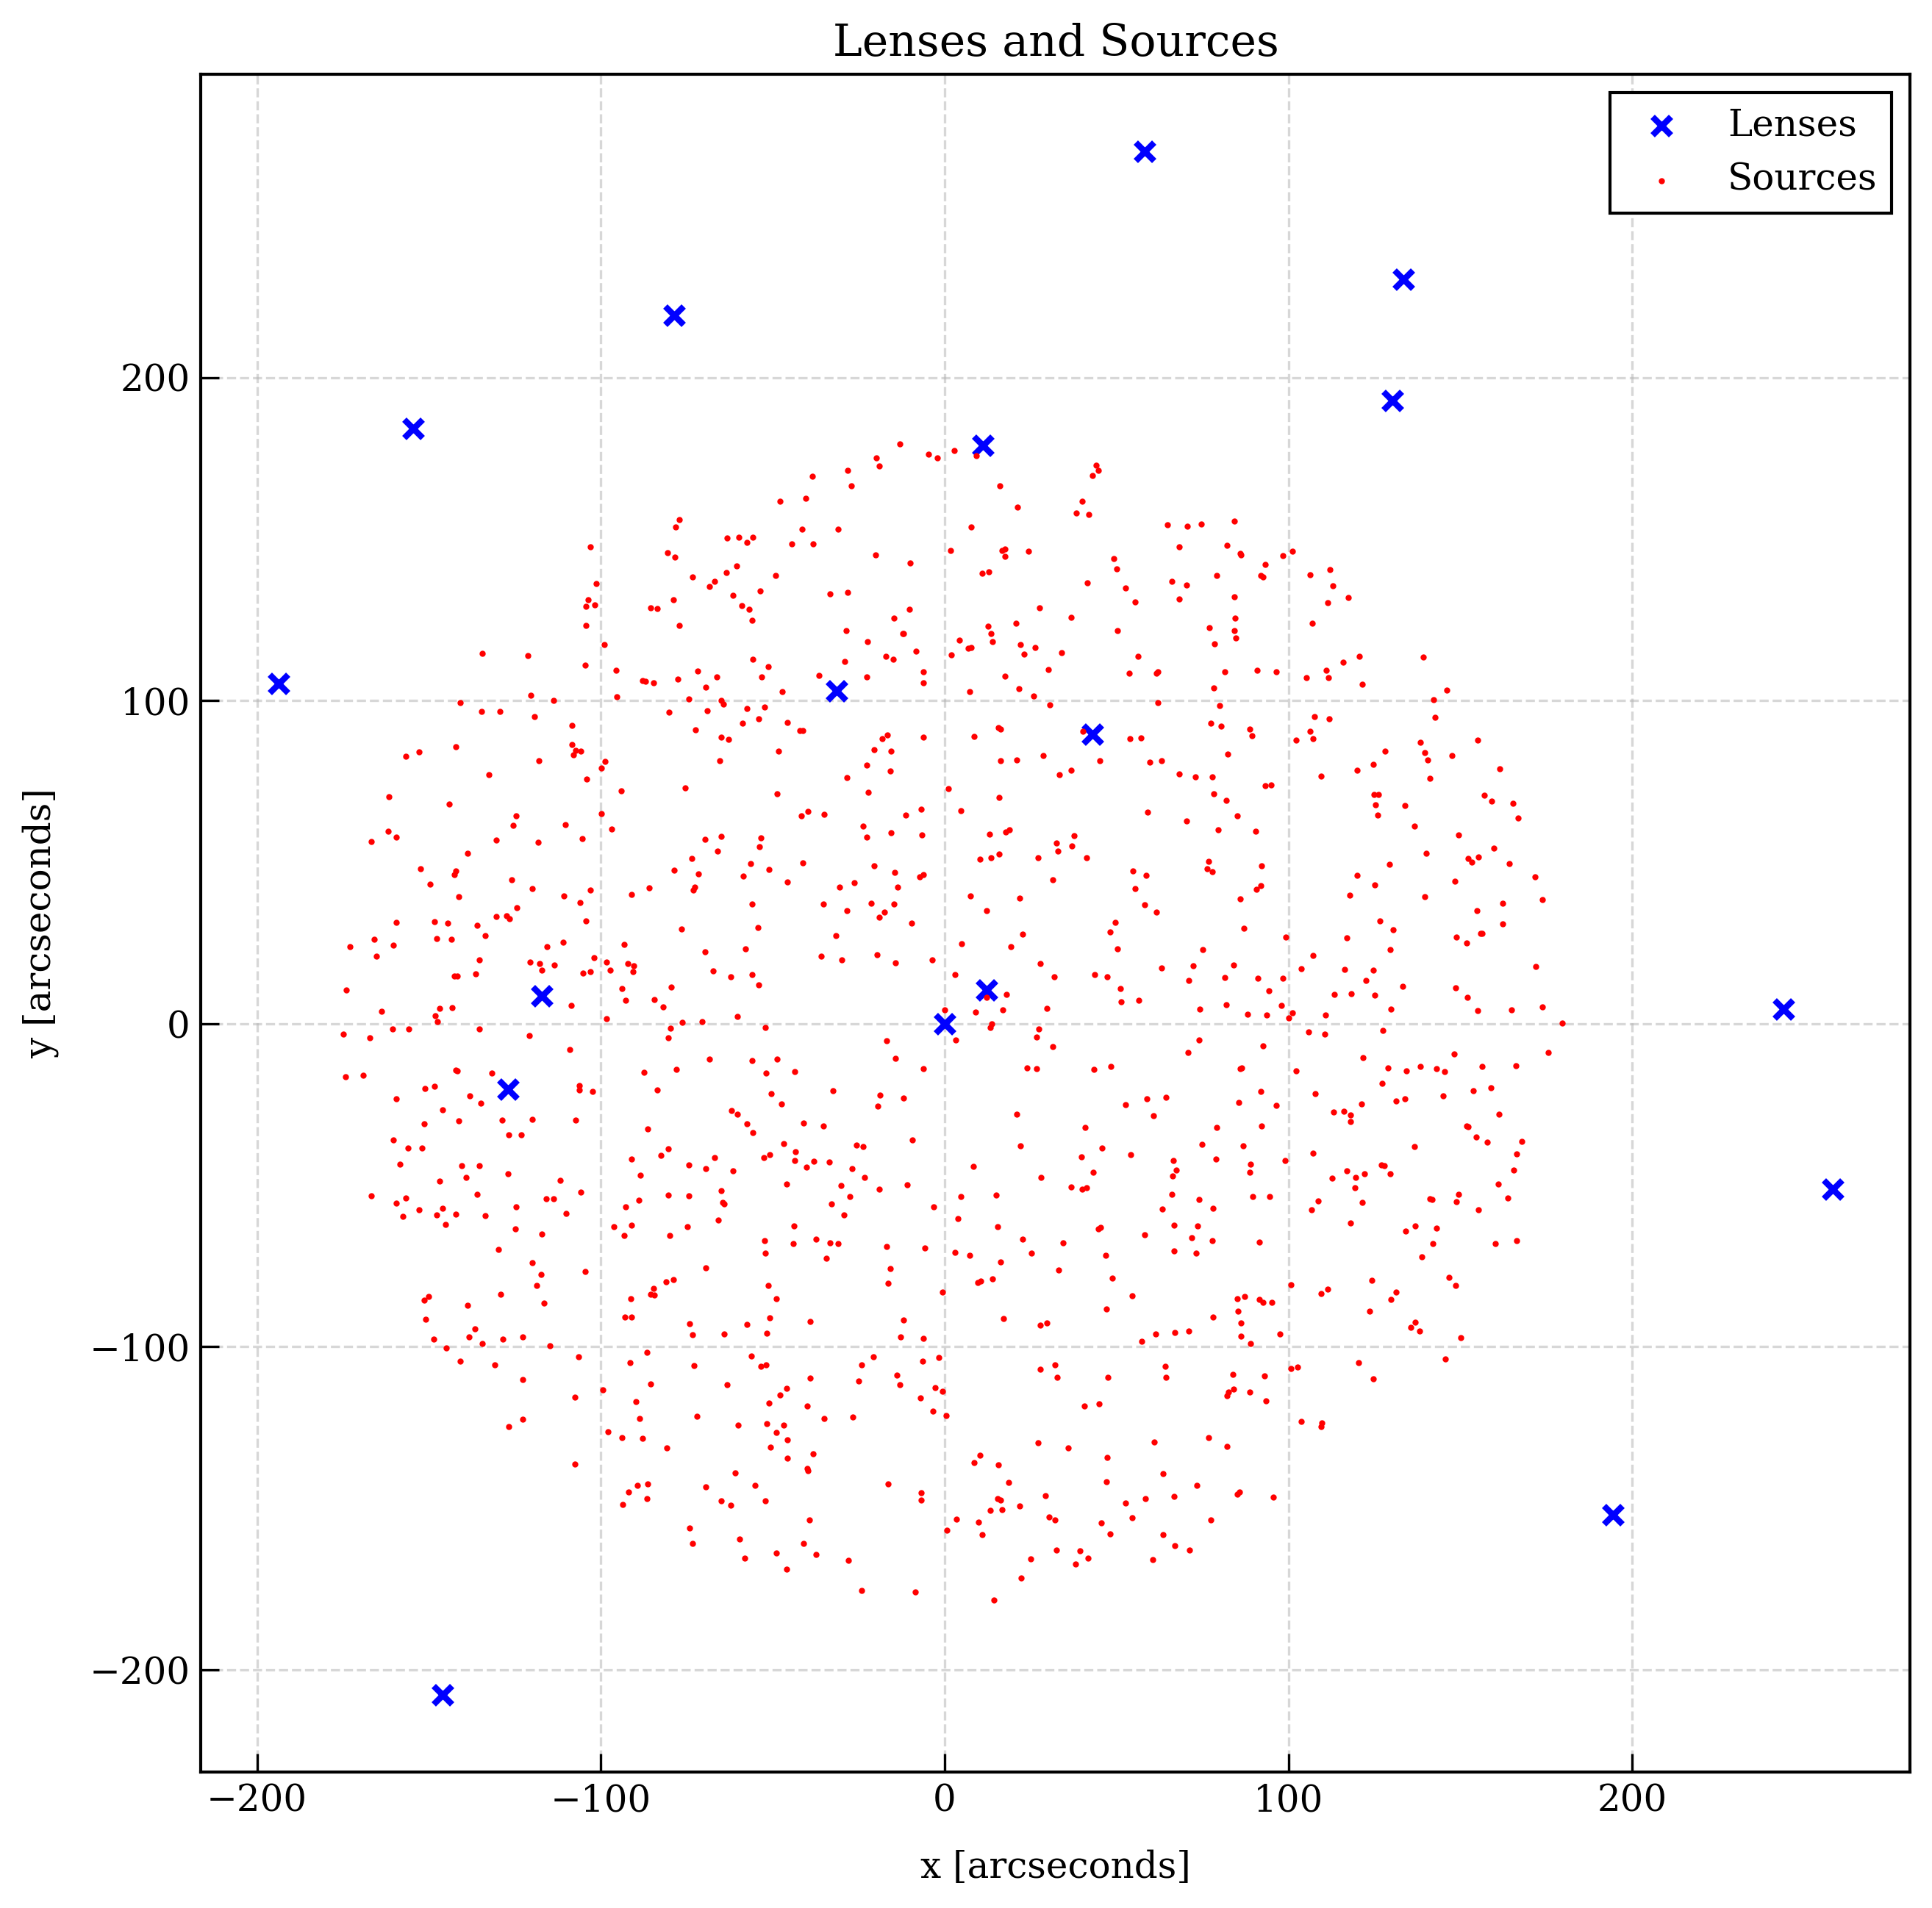 Lenses and Sources
Lenses
Sources
200
100
0
−100
−200
y [arcseconds]
−200 −100 0 100 200
x [arcseconds]